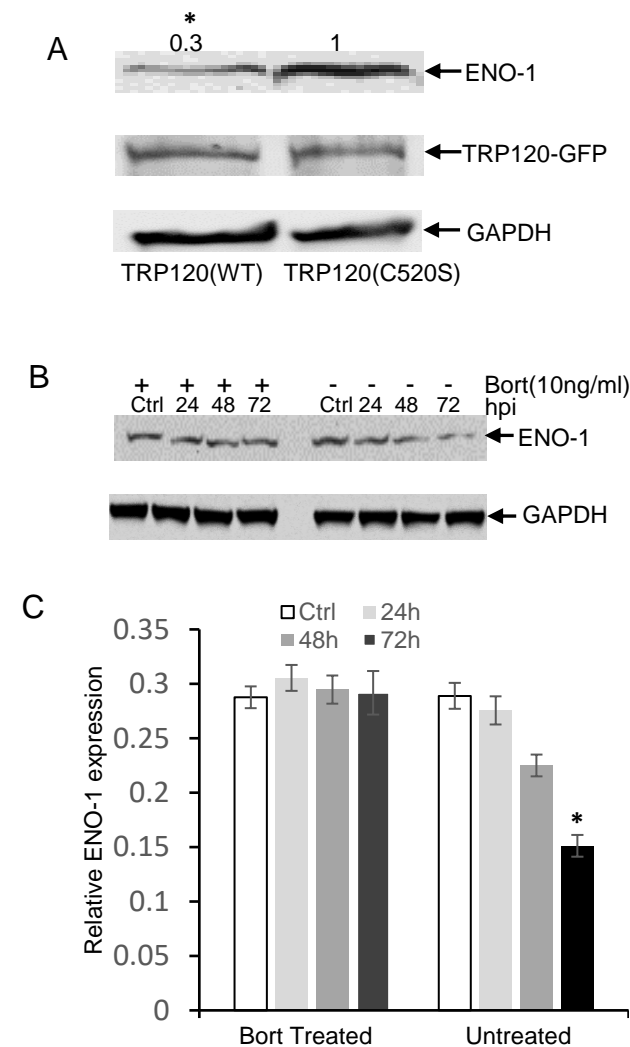 A
*
0.3 1
ENO-1
TRP120-GFP
GAPDH
TRP120(WT) TRP120(C520S)
B
+ + + + - - - - Bort(10ng/ml)
Ctrl 24 48 72 Ctrl 24 48 72 hpi
ENO-1
GAPDH
C
Ctrl 24h
48h 72h
Relative ENO-1 expression
0.35
0.3
0.25
0.2
0.15
0.1
0.05
0
*
Bort Treated Untreated